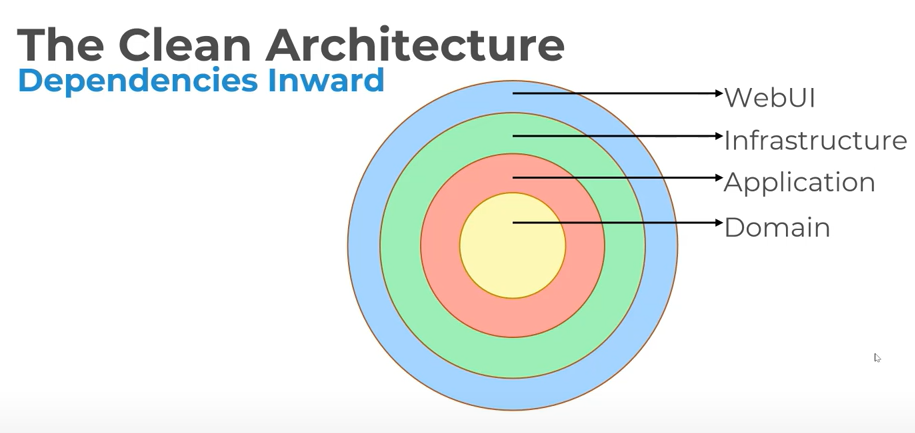 The Clean Architecture
Dependencies Inward
WebUI
Infrastructure
Application
Domain